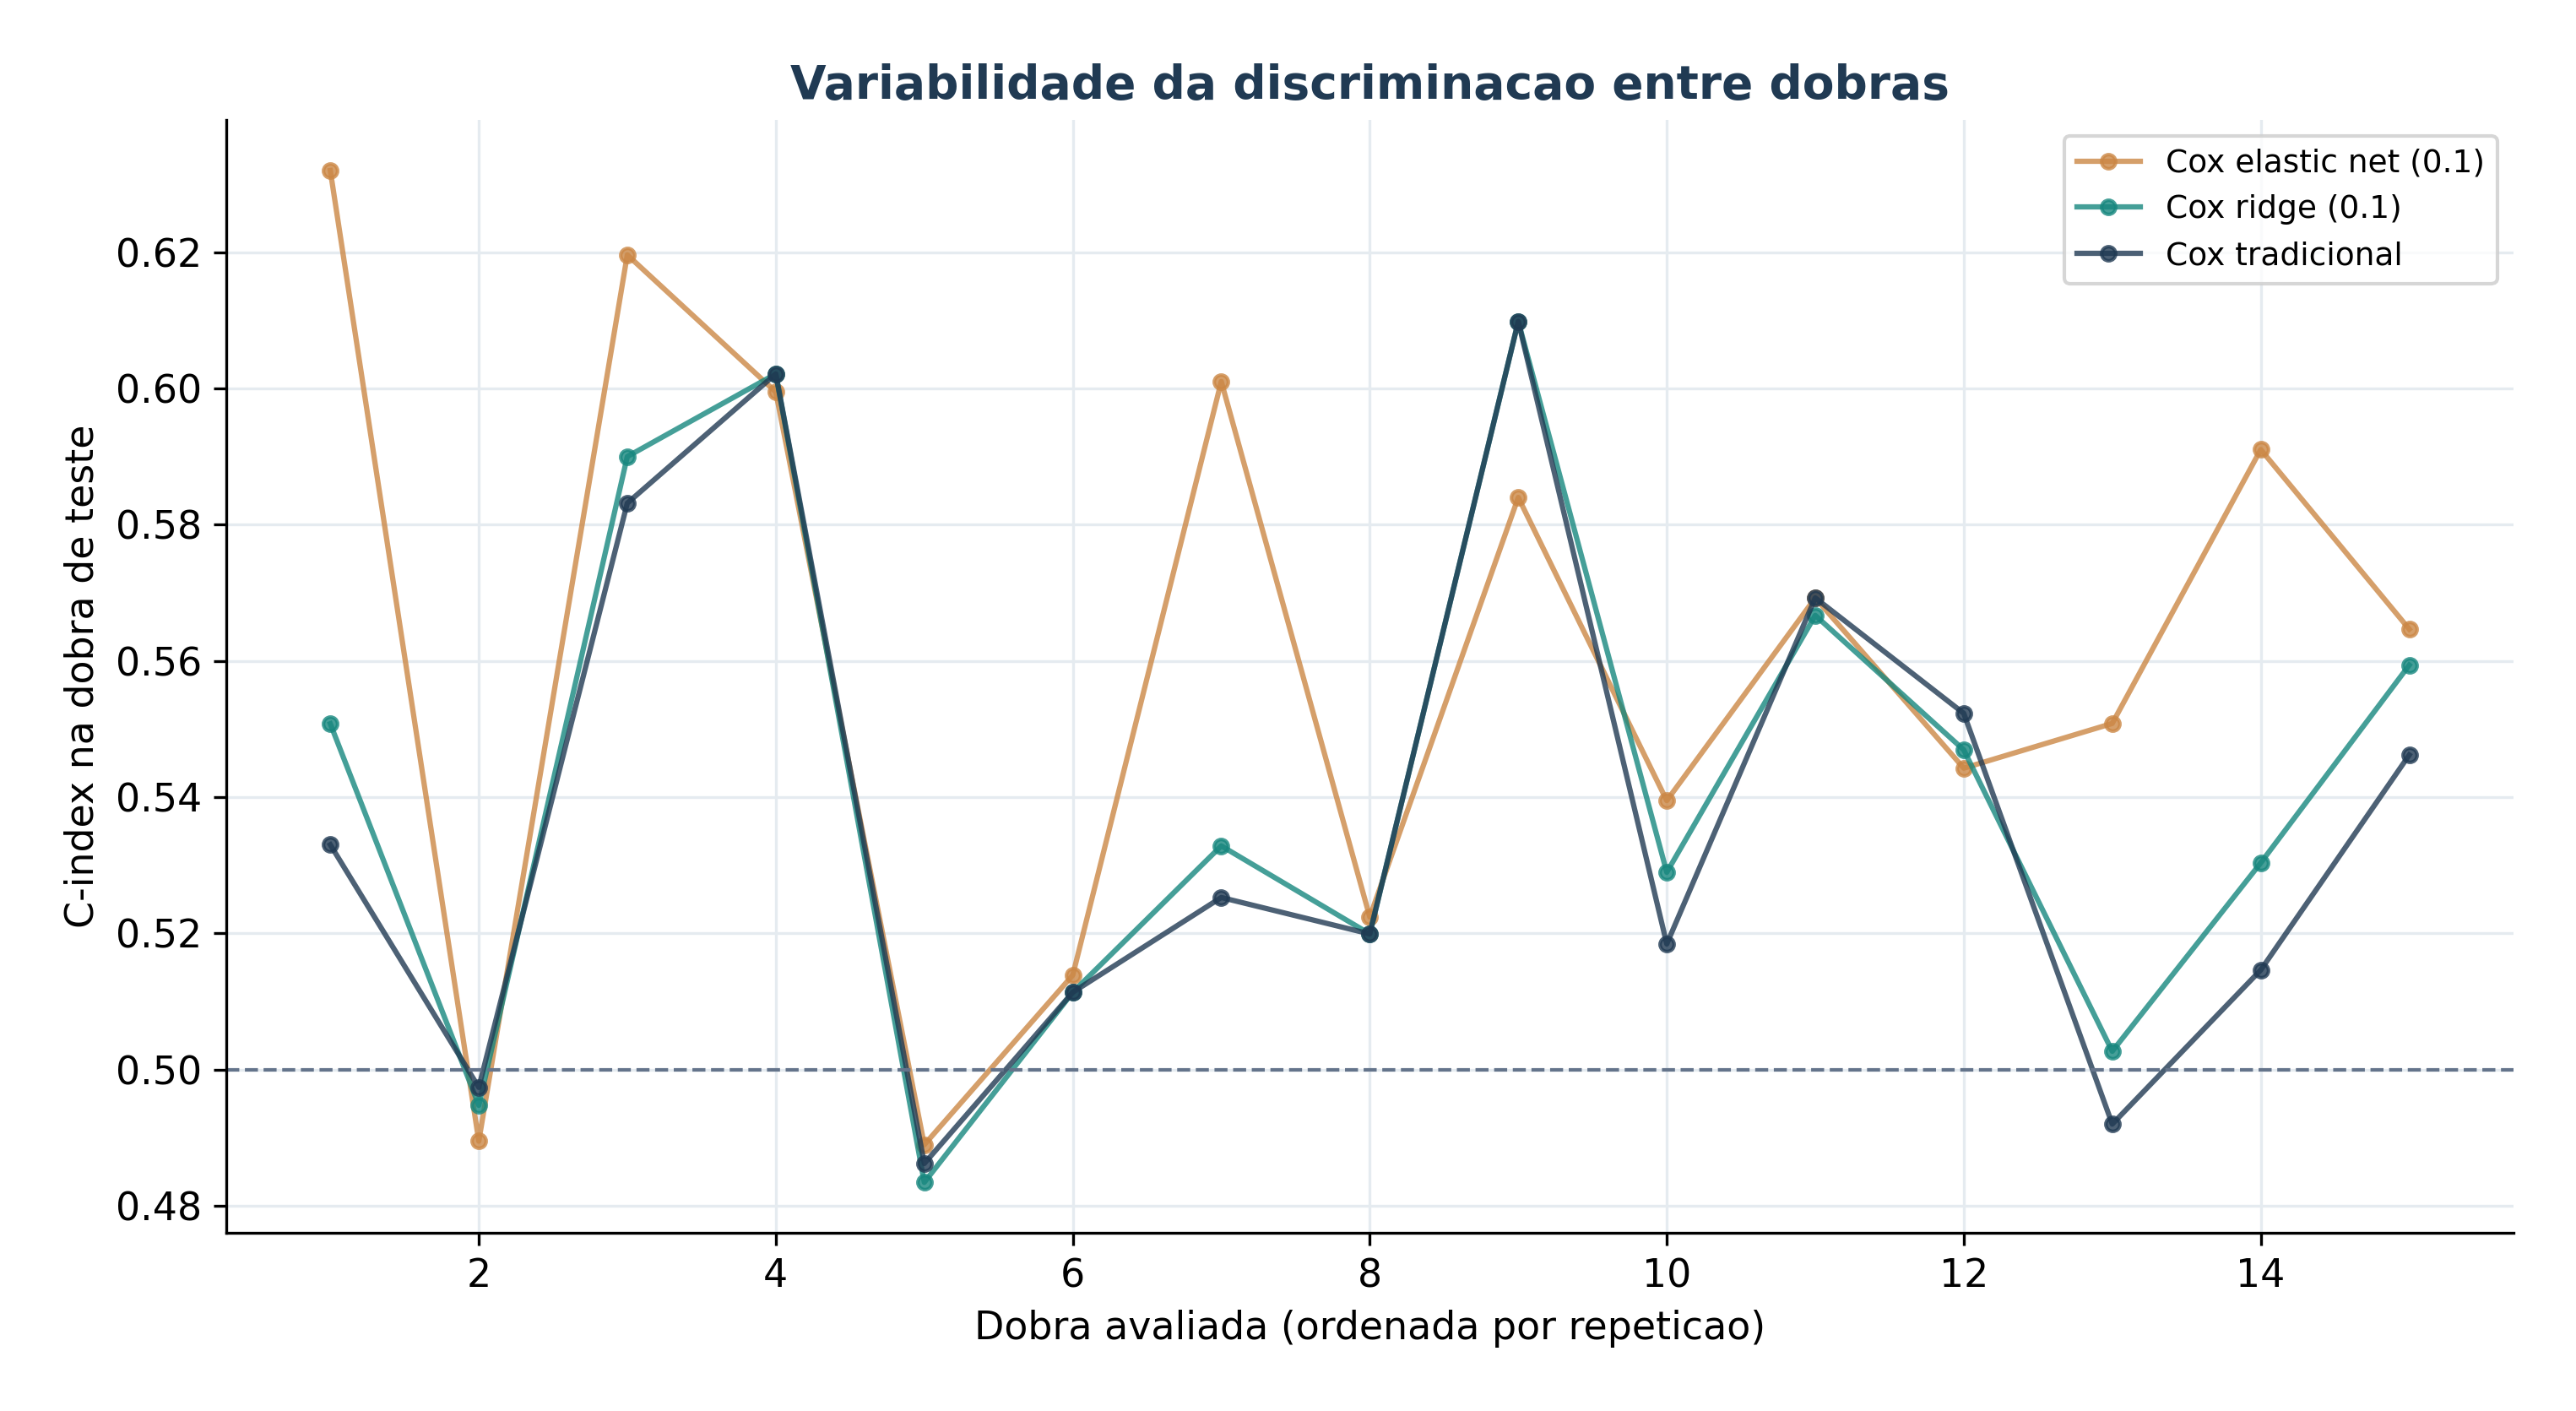 Variabilidade da discriminacao entre dobras
Cox elastic net (0.1)
Cox ridge (0.1)
Cox tradicional
C-index na dobra de teste
0.62
0.60
0.58
0.56
0.54
0.52
0.50
0.48
2 4 6 8 10 12 14
Dobra avaliada (ordenada por repeticao)